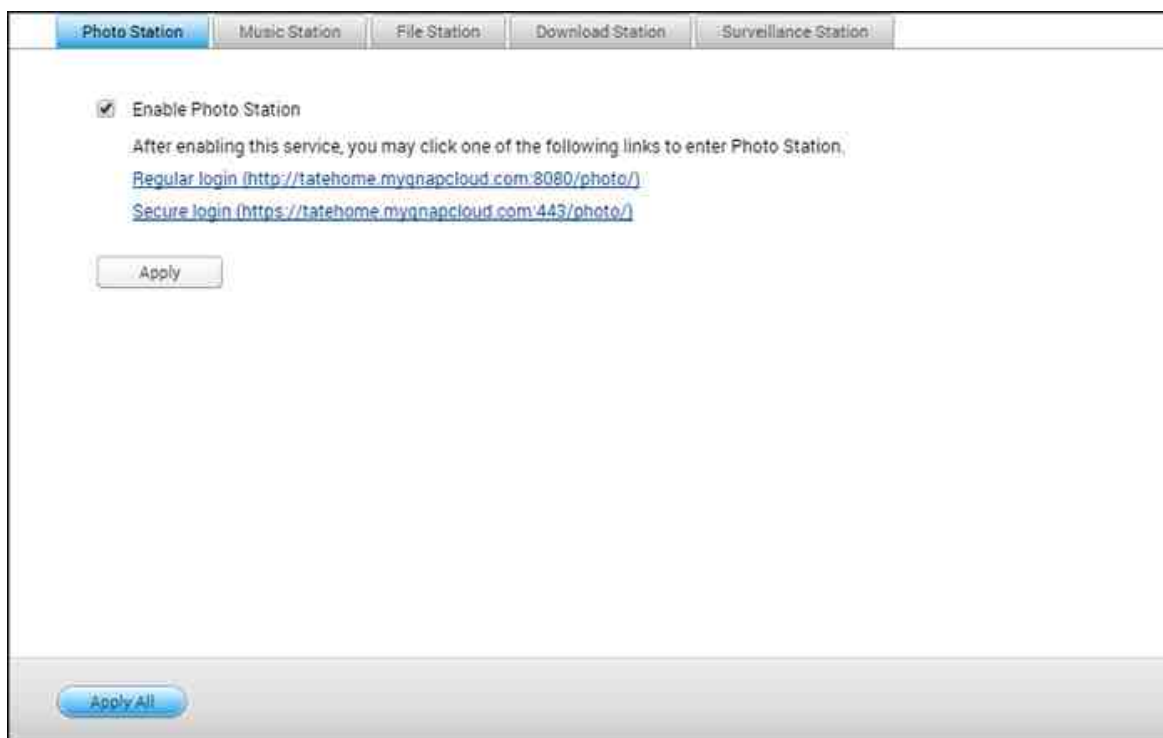 Photo Station
Music Station
File Station
Download Station
Surveillance Station
Enable Photo Station
After enabling this service, you may click one of the following links to enter Photo Station.
Regular login (http://tatehome.myqnapcloud.com:8080/photo/)
Secure login (https://tatehome.myqnapcloud.com:443/photo/)
Apply
Apply All